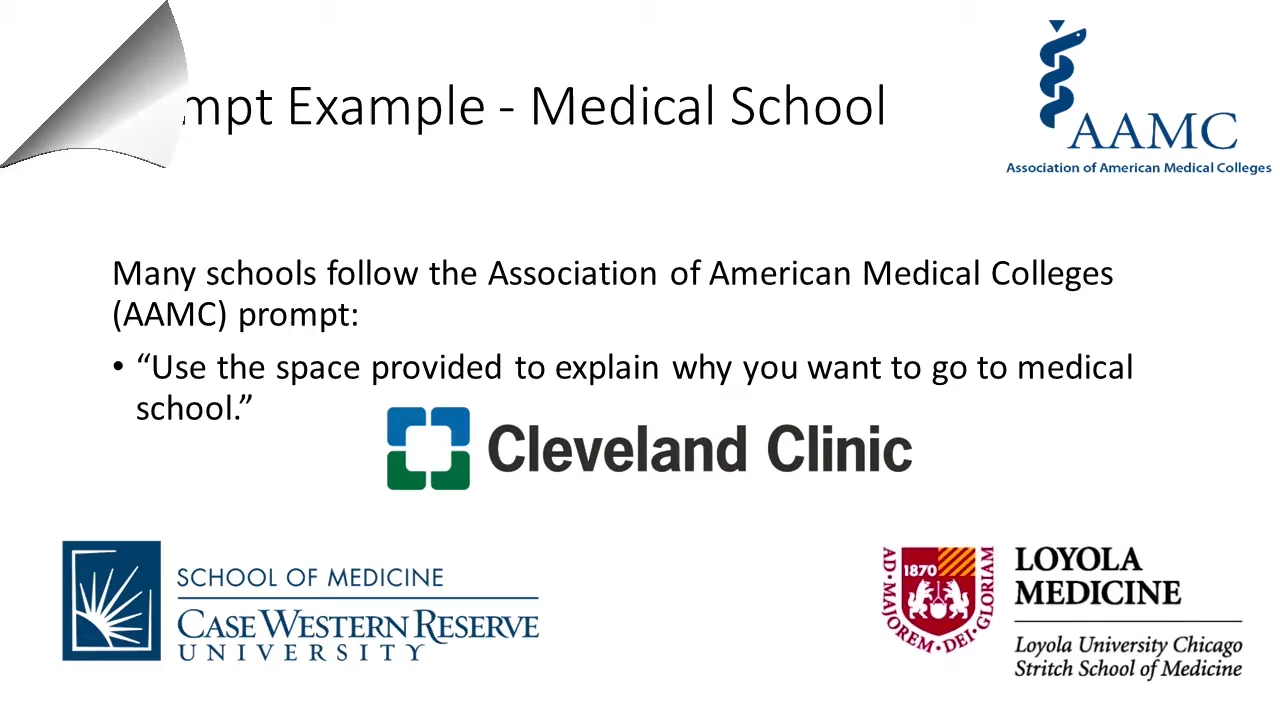 mpt Example - Medical School
AAMC
Association of American Medical Colleges
Many schools follow the Association of American Medical Colleges
(AAMC) prompt:
• “Use the space provided to explain why you want to go to medical
school.”
Cleveland Clinic
SCHOOL OF MEDICINE
CASE WESTERN RESERVE
UNIVERSITY
1870
AD • MAJOREM • DEI • GLORIAM
LOYOLA
MEDICINE
Loyola University Chicago
Stritch School of Medicine